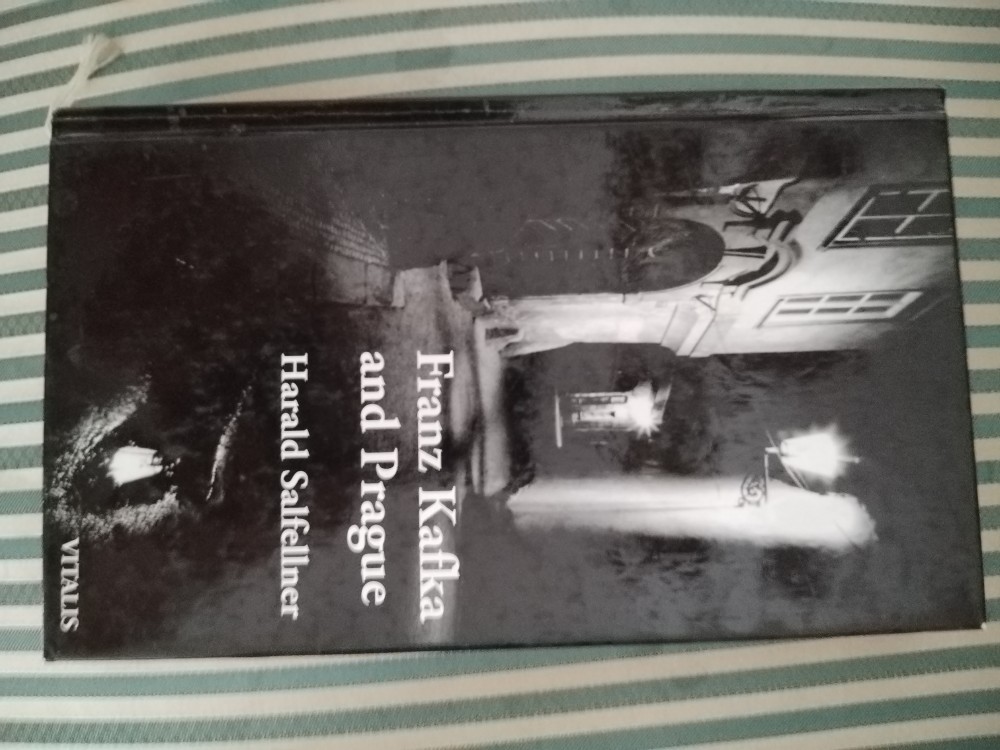 Franz Kafka
and Prague
Harald Salfellner
VITALIS